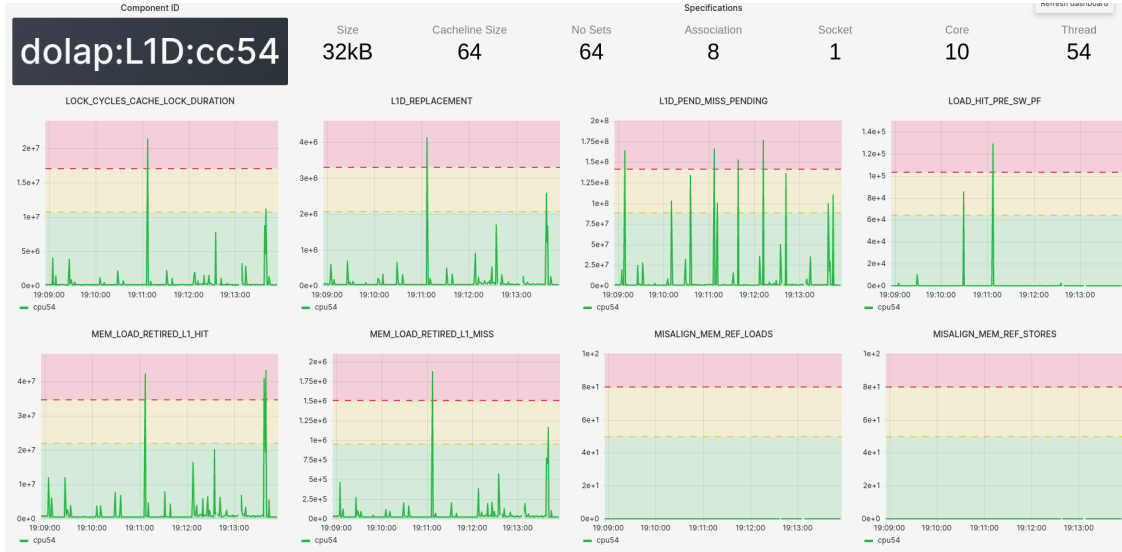 Component ID
Specifications
Refresh dashboard
dolap:L1D:cc54
Size
Cacheline Size
No Sets
Association
Socket
Core
Thread
32kB
64
64
8
1
10
54
LOCK_CYCLES_CACHE_LOCK_DURATION
2e+7
1.5e+7
1e+7
5e+6
0e+0
19:09:00 19:10:00 19:11:00 19:12:00 19:13:00
cpu54
L1D_REPLACEMENT
4e+6
3e+6
2e+6
1e+6
0e+0
19:09:00 19:10:00 19:11:00 19:12:00 19:13:00
cpu54
L1D_PEND_MISS_PENDING
2e+8
1.75e+8
1.5e+8
1.25e+8
1e+8
7.5e+7
5e+7
2.5e+7
0e+0
19:09:00 19:10:00 19:11:00 19:12:00 19:13:00
cpu54
LOAD_HIT_PRE_SW_PF
1.4e+5
1.2e+5
1e+5
8e+4
6e+4
4e+4
2e+4
0e+0
19:09:00 19:10:00 19:11:00 19:12:00 19:13:00
cpu54
MEM_LOAD_RETIRED_L1_HIT
4e+7
3e+7
2e+7
1e+7
0e+0
19:09:00 19:10:00 19:11:00 19:12:00 19:13:00
cpu54
MEM_LOAD_RETIRED_L1_MISS
2e+6
1.75e+6
1.5e+6
1.25e+6
1e+6
7.5e+5
5e+5
2.5e+5
0e+0
19:09:00 19:10:00 19:11:00 19:12:00 19:13:00
cpu54
MISALIGN_MEM_REF_LOADS
1e+2
8e+1
6e+1
4e+1
2e+1
0e+0
19:09:00 19:10:00 19:11:00 19:12:00 19:13:00
cpu54
MISALIGN_MEM_REF_STORES
1e+2
8e+1
6e+1
4e+1
2e+1
0e+0
19:09:00 19:10:00 19:11:00 19:12:00 19:13:00
cpu54